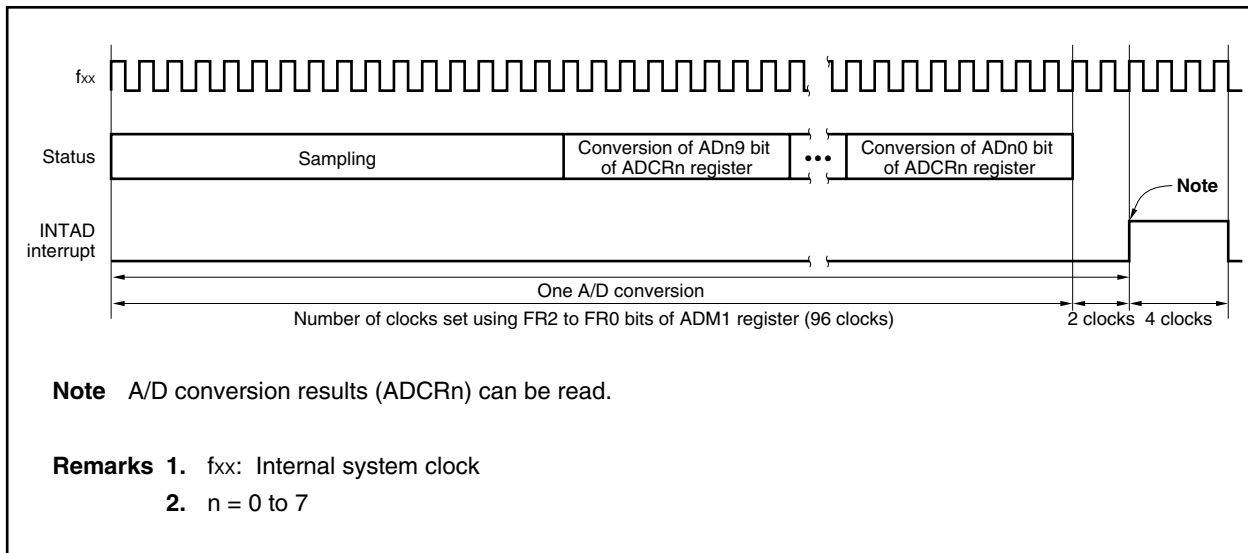 fxx
Status
Sampling
Conversion of ADn9 bit
of ADCRn register
•••
Conversion of ADn0 bit
of ADCRn register
Note
INTAD
interrupt
One A/D conversion
Number of clocks set using FR2 to FR0 bits of ADM1 register (96 clocks)
2 clocks
4 clocks
Note A/D conversion results (ADCRn) can be read.
Remarks 1. fxx: Internal system clock
2. n = 0 to 7